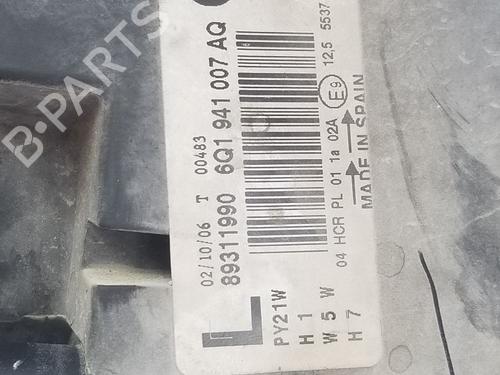 B-PARTS
02/10/06 T 00483
89311990 6Q1 941 007 AQ
L
PY21W
H 1
W 5 W
H 7
04 HCR PL 01 1a 02A E9 12,5 5537
MADE IN SPAIN